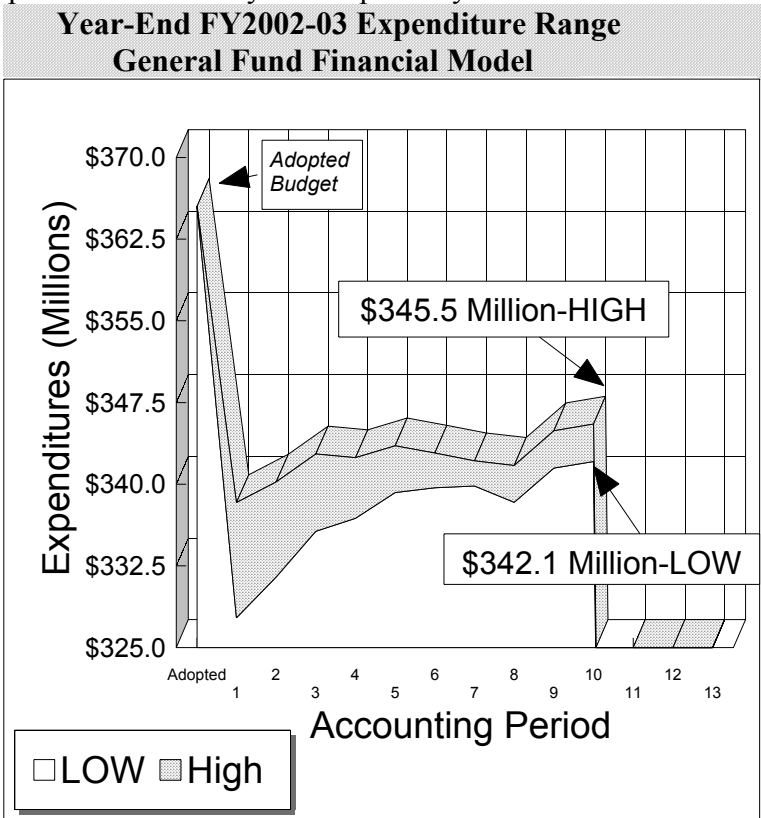 Year-End FY2002-03 Expenditure Range
General Fund Financial Model
$370.0
$362.5
$355.0
$347.5
$340.0
$332.5
$325.0
Expenditures (Millions)
Adopted
Budget
$345.5 Million-HIGH
$342.1 Million-LOW
Adopted 2 4 6 8 10 12
1 3 5 7 9 11 13
Accounting Period
LOW High